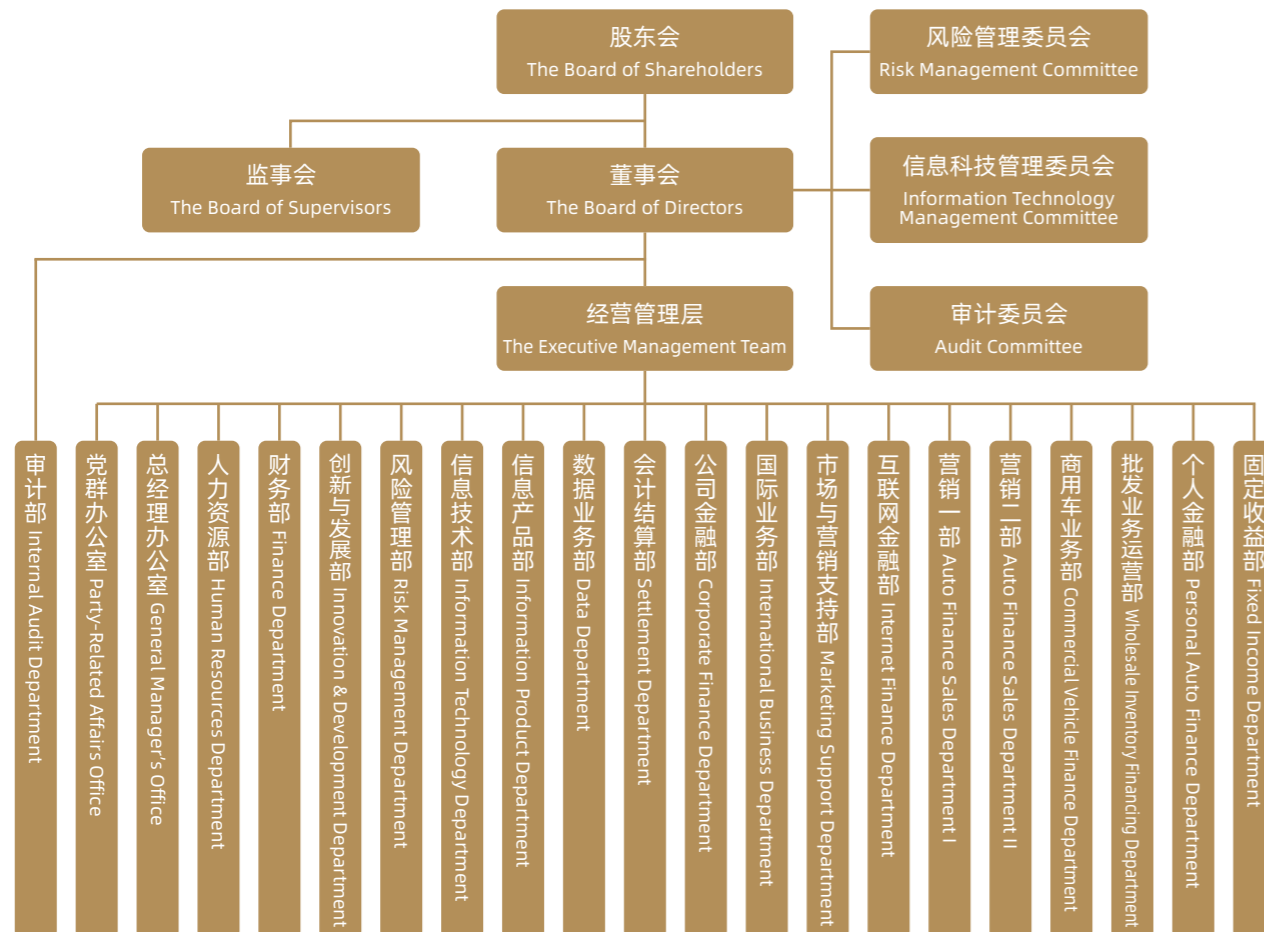 股东会
The Board of Shareholders
风险管理委员会
Risk Management Committee
监事会
The Board of Supervisors
董事会
The Board of Directors
信息科技管理委员会
Information Technology
Management Committee
经营管理层
The Executive Management Team
审计委员会
Audit Committee
审计部 Internal Audit Department
党群办公室 Party-Related Affairs Office
总经理办公室 General Manager's Office
人力资源部 Human Resources Department
财务部 Finance Department
创新与发展部 Innovation & Development Department
风险管理部 Risk Management Department
信息技术部 Information Technology Department
信息产品部 Information Product Department
数据业务部 Data Department
会计结算部 Settlement Department
公司金融部 Corporate Finance Department
国际业务部 International Business Department
市场与营销支持部 Marketing Support Department
互联网金融部 Internet Finance Department
营销一部 Auto Finance Sales Department I
营销二部 Auto Finance Sales Department II
商用车业务部 Commercial Vehicle Finance Department
批发业务运营部 Wholesale Inventory Financing Department
个人金融部 Personal Auto Finance Department
固定收益部 Fixed Income Department